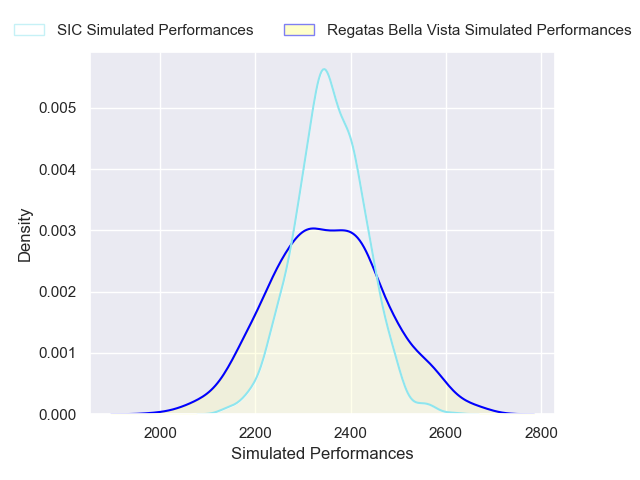 SIC Simulated Performances
Regatas Bella Vista Simulated Performances
Density
0.005
0.004
0.003
0.002
0.001
0.000
2000
2200
2400
2600
2800
Simulated Performances